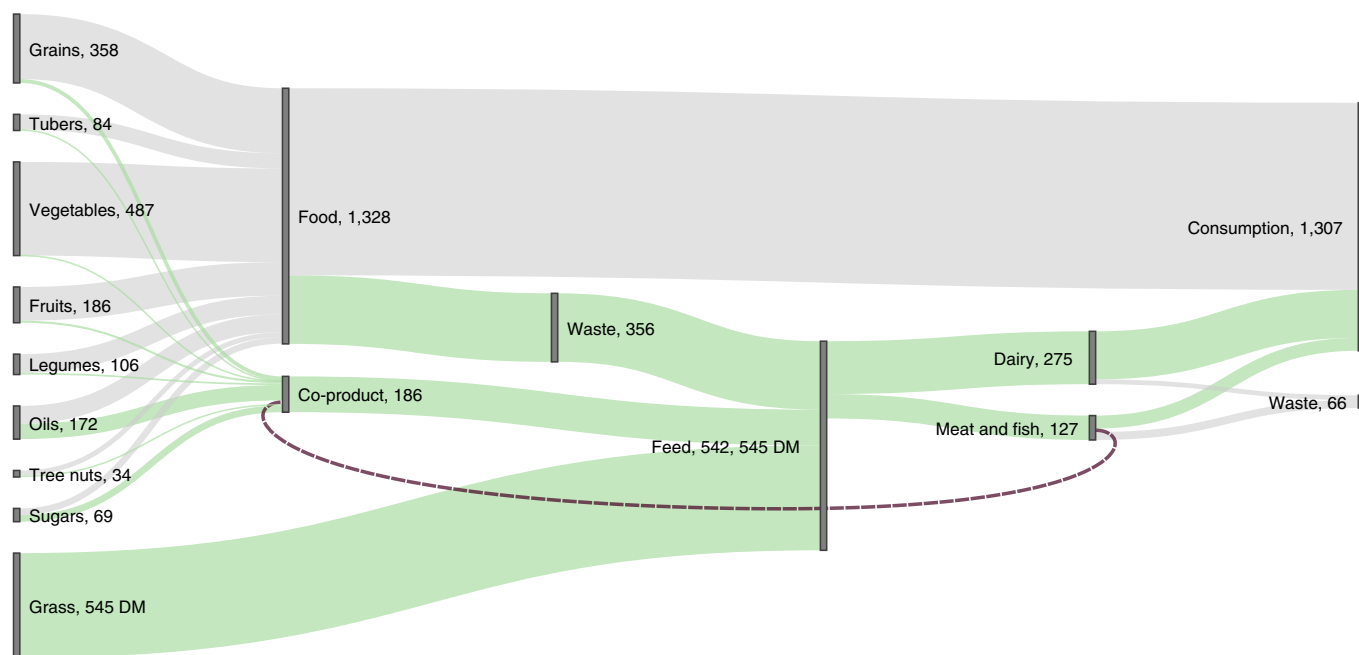 Grains, 358
Tubers, 84
Vegetables, 487
Fruits, 186
Legumes, 106
Oils, 172
Tree nuts, 34
Sugars, 69
Grass, 545 DM
Food, 1,328
Co-product, 186
Waste, 356
Feed, 542, 545 DM
Dairy, 275
Meat and fish, 127
Consumption, 1,307
Waste, 66